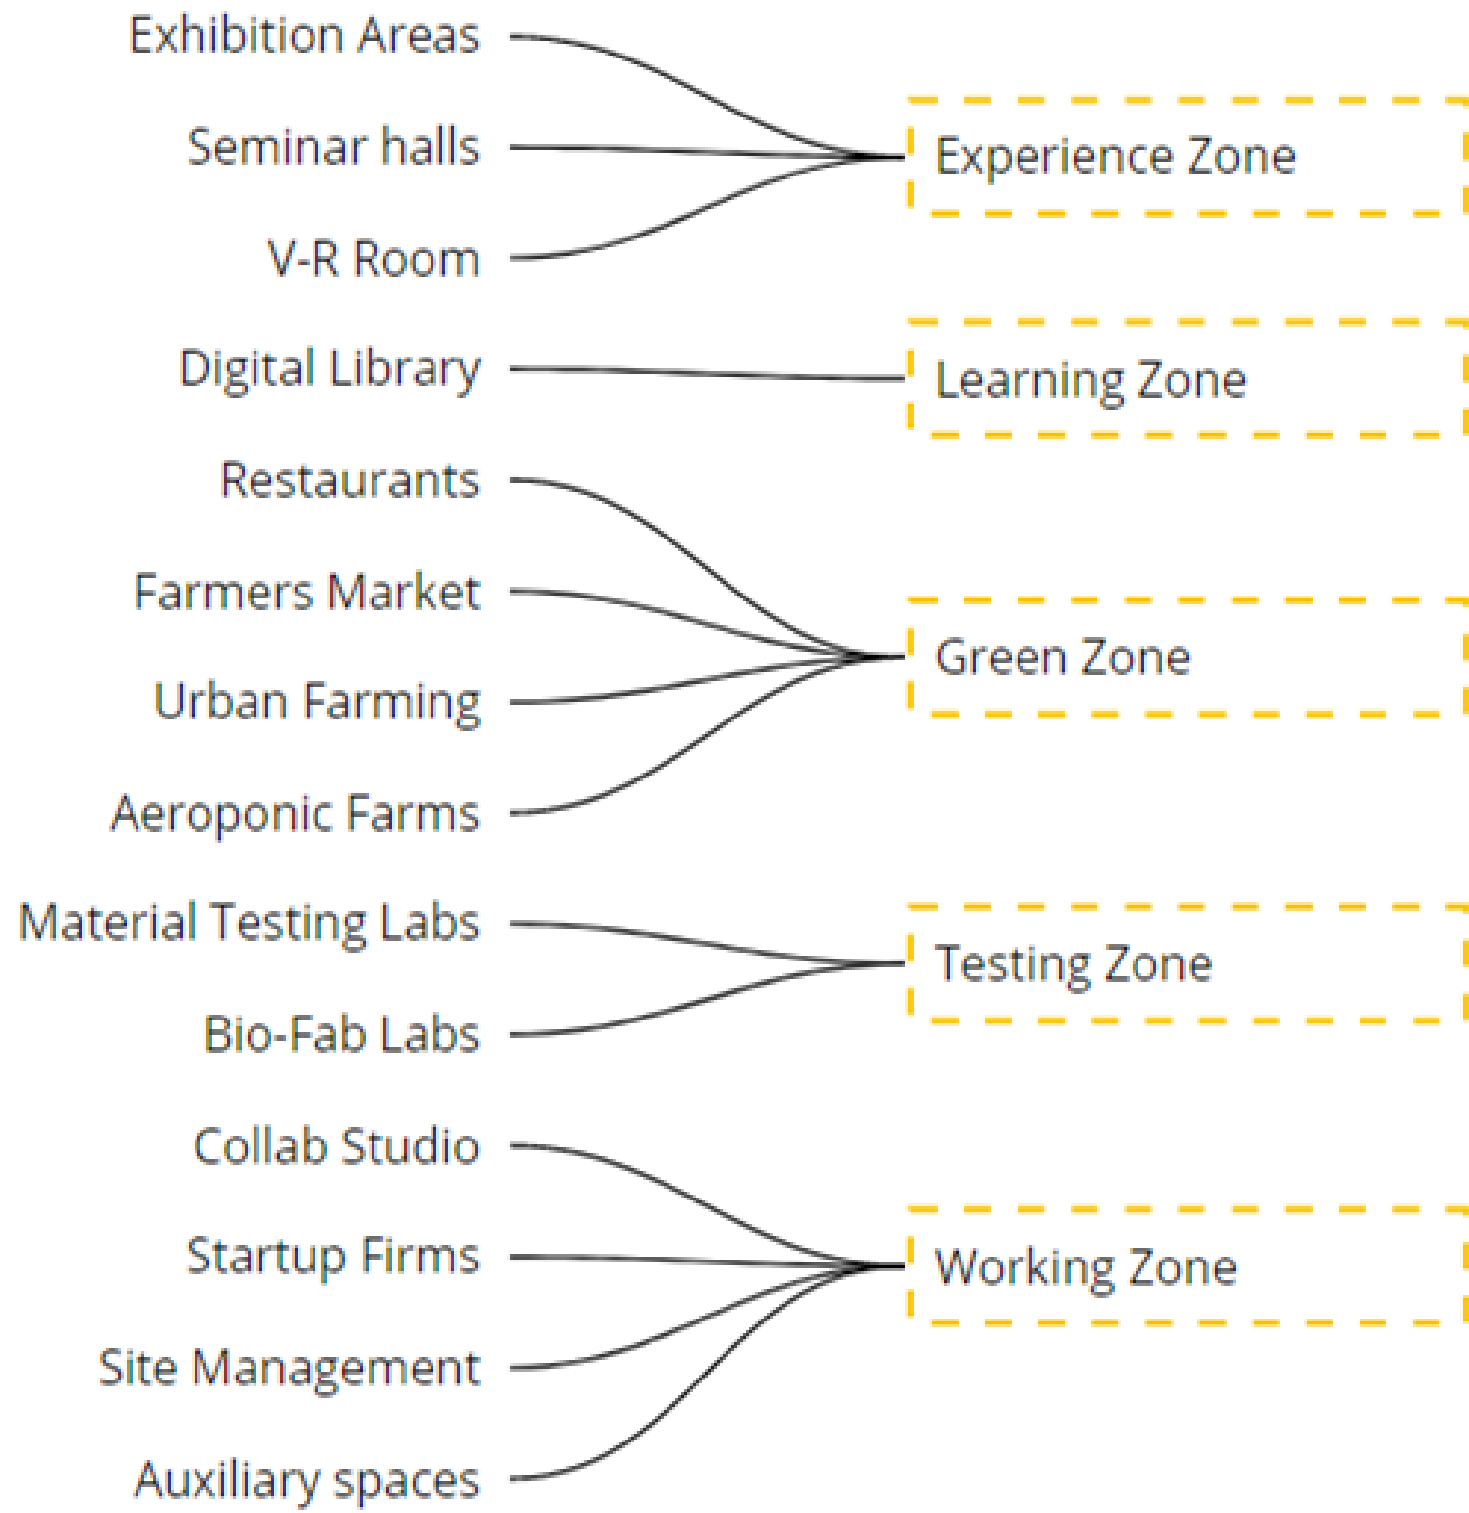 Exhibition Areas
Seminar halls
V-R Room
Experience Zone
Digital Library
Learning Zone
Restaurants
Farmers Market
Urban Farming
Aeroponic Farms
Green Zone
Material Testing Labs
Bio-Fab Labs
Testing Zone
Collab Studio
Startup Firms
Site Management
Auxiliary spaces
Working Zone